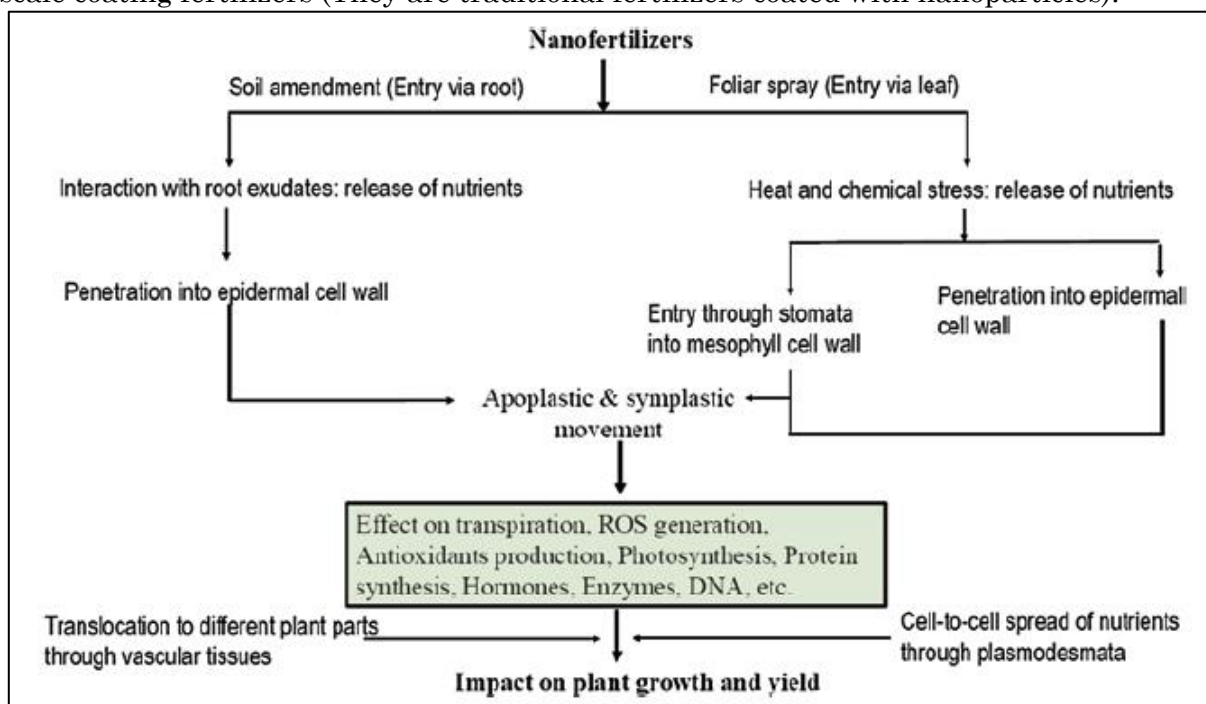 scale coating fertilizers (They are traditional fertilizers coated with nanoparticles).
Nanofertilizers
Soil amendment (Entry via root)
Foliar spray (Entry via leaf)
Interaction with root exudates: release of nutrients
Heat and chemical stress: release of nutrients
Penetration into epidermal cell wall
Entry through stomata
into mesophyll cell wall
Penetration into epidermall
cell wall
Apoplastic & symplastic
movement
Effect on transpiration, ROS generation,
Antioxidants production, Photosynthesis, Protein
synthesis, Hormones, Enzymes, DNA, etc.
Translocation to different plant parts
through vascular tissues
Cell-to-cell spread of nutrients
through plasmodesmata
Impact on plant growth and yield